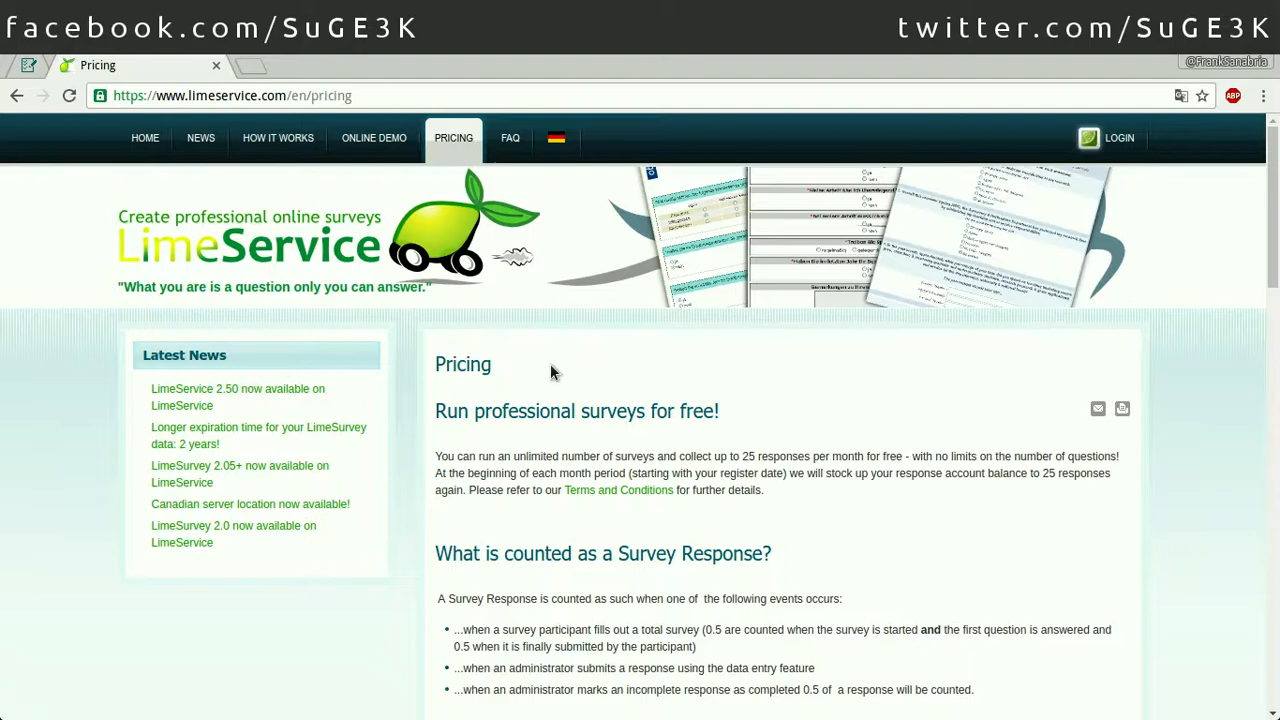 facebook.com/SuGE3K
twitter.com/SuGE3K
Pricing
@FrankSanabria
https://www.limeservice.com/en/pricing
ABP
HOME
NEWS
HOW IT WORKS
ONLINE DEMO
PRICING
FAQ
LOGIN
Create professional online surveys
LimeService
"What you are is a question only you can answer."
Latest News
LimeService 2.50 now available on
LimeService
Longer expiration time for your LimeSurvey
data: 2 years!
LimeSurvey 2.05+ now available on
LimeService
Canadian server location now available!
LimeSurvey 2.0 now available on
LimeService
Pricing
Run professional surveys for free!
You can run an unlimited number of surveys and collect up to 25 responses per month for free - with no limits on the number of questions!
At the beginning of each month period (starting with your register date) we will stock up your response account balance to 25 responses
again. Please refer to our Terms and Conditions for further details.
What is counted as a Survey Response?
A Survey Response is counted as such when one of the following events occurs:
...when a survey participant fills out a total survey (0.5 are counted when the survey is started and the first question is answered and
0.5 when it is finally submitted by the participant)
...when an administrator submits a response using the data entry feature
...when an administrator marks an incomplete response as completed 0.5 of a response will be counted.